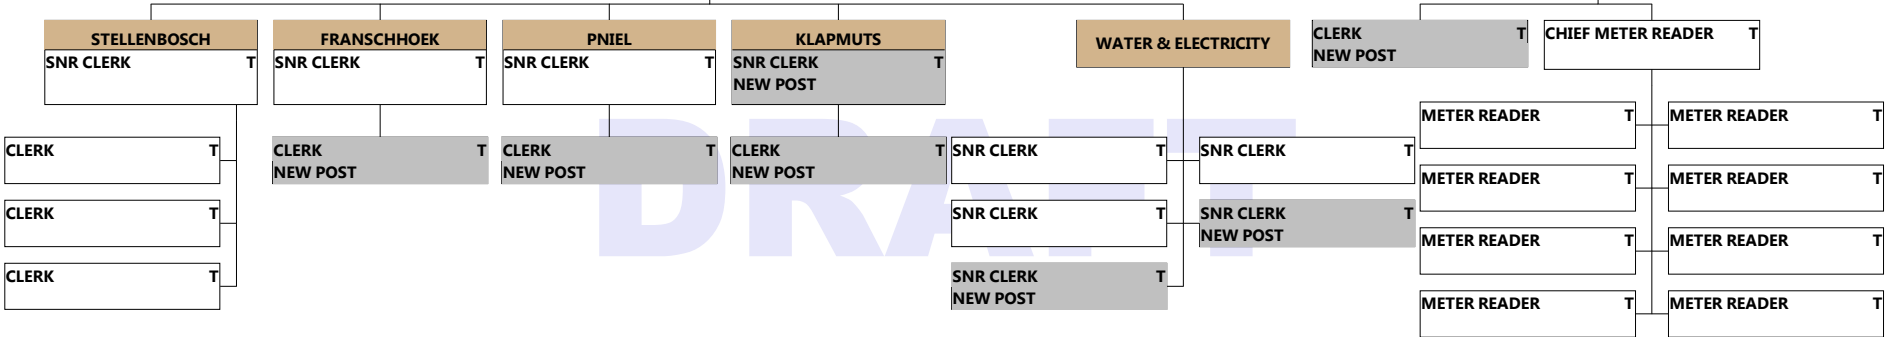 STELLENBOSCH
SNR CLERK T
CLERK T
CLERK T
CLERK T
FRANSCHHOEK
SNR CLERK T
CLERK T
NEW POST
PNIEL
SNR CLERK T
CLERK T
NEW POST
KLAPMUTS
SNR CLERK T
NEW POST
CLERK T
NEW POST
WATER & ELECTRICITY
SNR CLERK T
SNR CLERK T
SNR CLERK T
SNR CLERK T
NEW POST
SNR CLERK T
NEW POST
CLERK T
NEW POST
CHIEF METER READER T
METER READER T
METER READER T
METER READER T
METER READER T
METER READER T
METER READER T
METER READER T
METER READER T
DRAFT